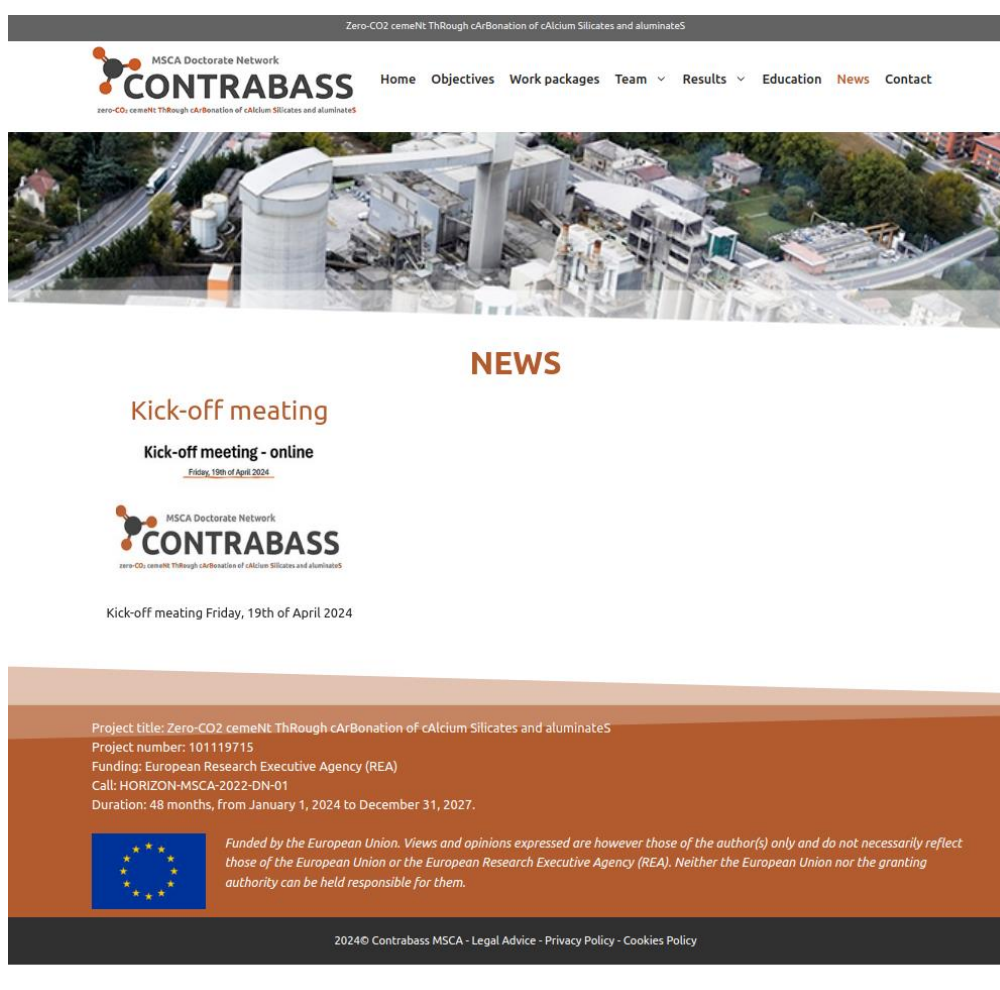 Zero-CO2 cemeNt ThRough cArBonation of cAlcium Silicates and aluminateS
MSCA Doctorate Network
CONTRABASS
zero-CO₂ cemeNt ThRough cArBonation of cAlcium Silicates and aluminateS
Home Objectives Work packages Team Results Education News Contact
NEWS
Kick-off meating
Kick-off meeting - online
Friday, 19th of April 2024
MSCA Doctorate Network
CONTRABASS
zero-CO₂ cemeNt ThRough cArBonation of cAlcium Silicates and aluminateS
Kick-off meating Friday, 19th of April 2024
Project title: Zero-CO2 cemeNt ThRough cArBonation of cAlcium Silicates and aluminateS
Project number: 101119715
Funding: European Research Executive Agency (REA)
Call: HORIZON-MSCA-2022-DN-01
Duration: 48 months, from January 1, 2024 to December 31, 2027.
Funded by the European Union. Views and opinions expressed are however those of the author(s) only and do not necessarily reflect
those of the European Union or the European Research Executive Agency (REA). Neither the European Union nor the granting
authority can be held responsible for them.
2024© Contrabass MSCA - Legal Advice - Privacy Policy - Cookies Policy